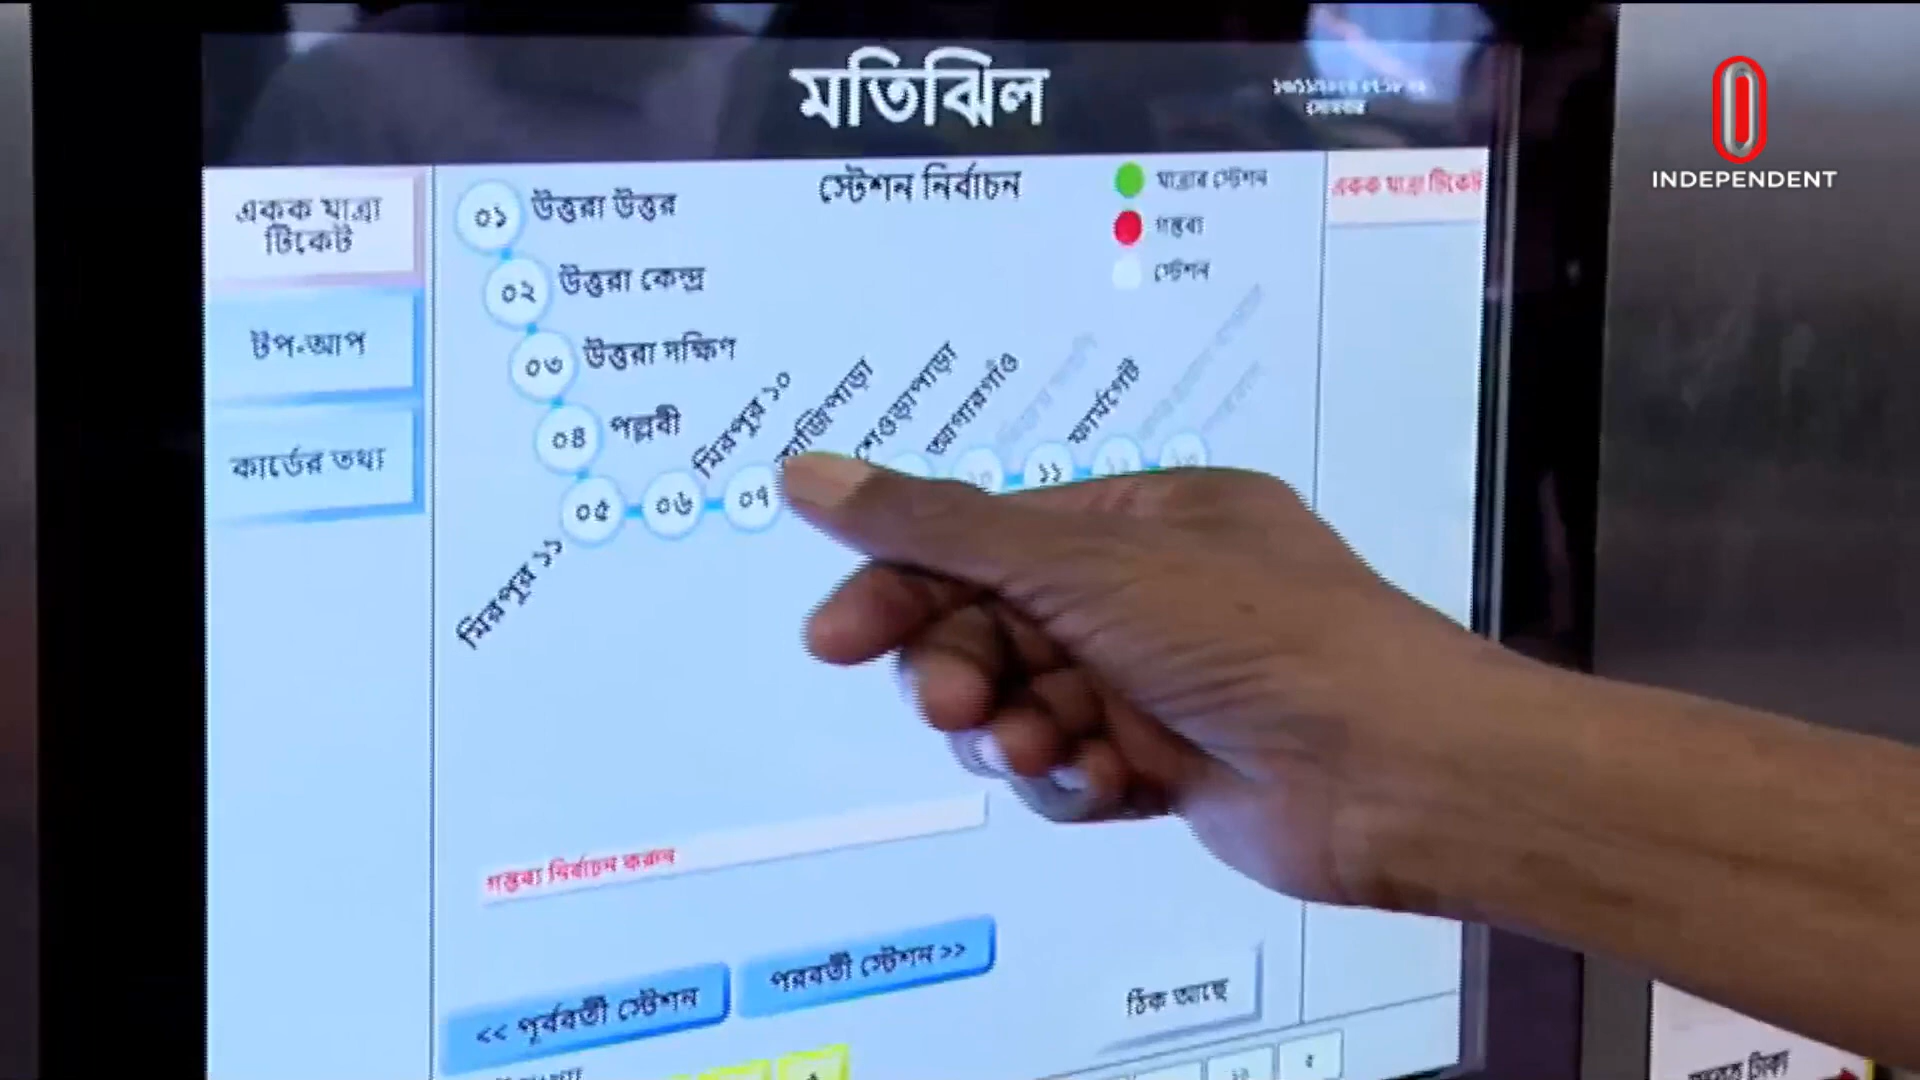 মতিঝিল
INDEPENDENT
একক যাত্রা
টিকেট
টপ-আপ
কার্ডের তথ্য
স্টেশন নির্বাচন
যাত্রার স্টেশন
গন্তব্য
স্টেশন
একক যাত্রা টিকেট
০১ উত্তরা উত্তর
০২ উত্তরা কেন্দ্র
০৩ উত্তরা দক্ষিণ
০৪ পল্লবী
০৫ মিরপুর ১১
০৬ মিরপুর ১০
০৭ কাজিপাড়া
শেওড়াপাড়া
আগারগাঁও
১১ ফার্মগেট
গন্তব্য নির্বাচন করুন
<< পূর্ববর্তী স্টেশন
পরবর্তী স্টেশন >>
ঠিক আছে